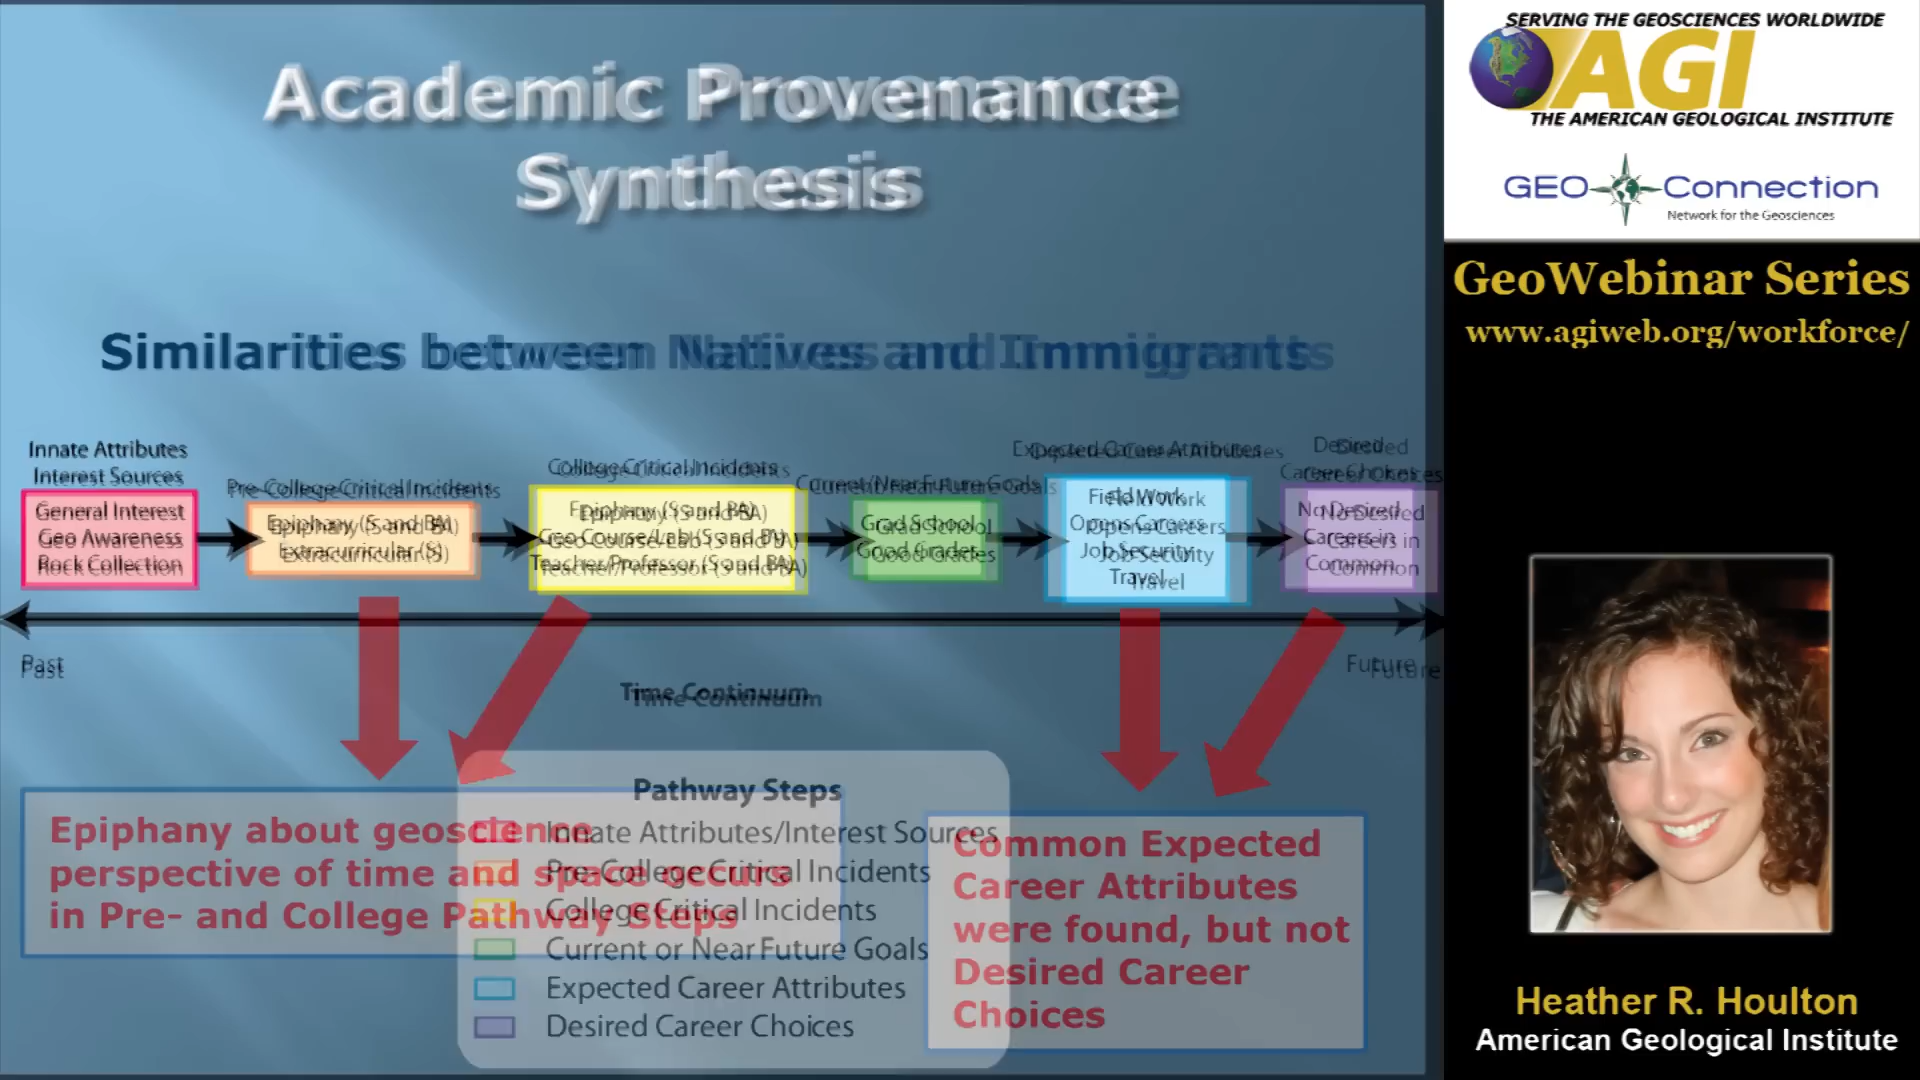 Academic Provenance
Synthesis
Similarities between Natives and Immigrants
Innate Attributes
Interest Sources
General Interest
Geo Awareness
Rock Collection
Pre-College Critical Incidents
Epiphany (S and BA)
Extracurricular (S)
College Critical Incidents
Epiphany (S and BA)
Geo Course/Lab (S and BA)
Teacher/Professor (S and BA)
Current/Near Future Goals
Grad School
Good Grades
Expected Career Attributes
Field Work
Opens Careers
Job Security
Travel
Desired
Career Choices
No Desired
Careers in
Common
Past
Future
Time Continuum
Epiphany about geoscience
perspective of time and space occurs
in Pre- and College Pathway Steps
Pathway Steps
Innate Attributes/Interest Sources
Pre-College Critical Incidents
College Critical Incidents
Current or Near Future Goals
Expected Career Attributes
Desired Career Choices
Common Expected
Career Attributes
were found, but not
Desired Career
Choices
SERVING THE GEOSCIENCES WORLDWIDE
AGI
THE AMERICAN GEOLOGICAL INSTITUTE
GEO Connection
Network for the Geosciences
GeoWebinar Series
www.agiweb.org/workforce/
Heather R. Houlton
American Geological Institute